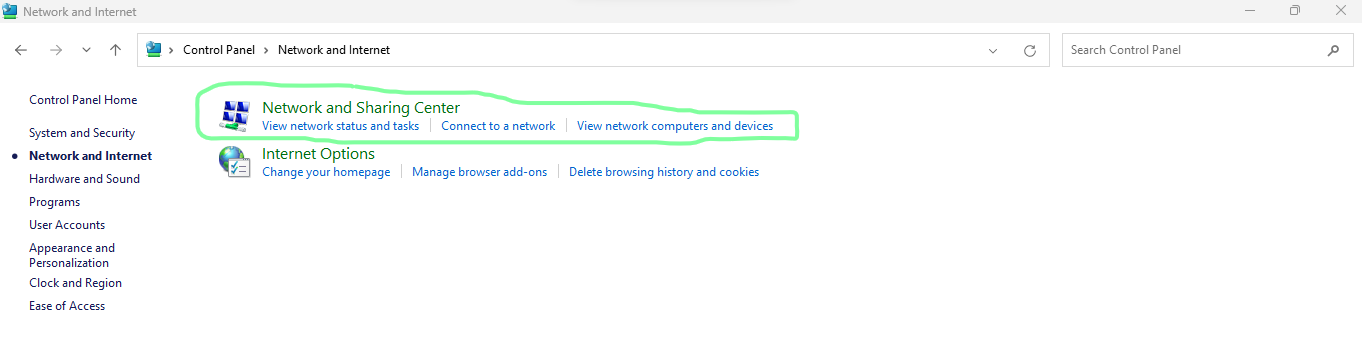 Network and Internet
Control Panel > Network and Internet
Search Control Panel
Control Panel Home
System and Security
Network and Internet
Hardware and Sound
Programs
User Accounts
Appearance and
Personalization
Clock and Region
Ease of Access
Network and Sharing Center
View network status and tasks | Connect to a network | View network computers and devices
Internet Options
Change your homepage | Manage browser add-ons | Delete browsing history and cookies